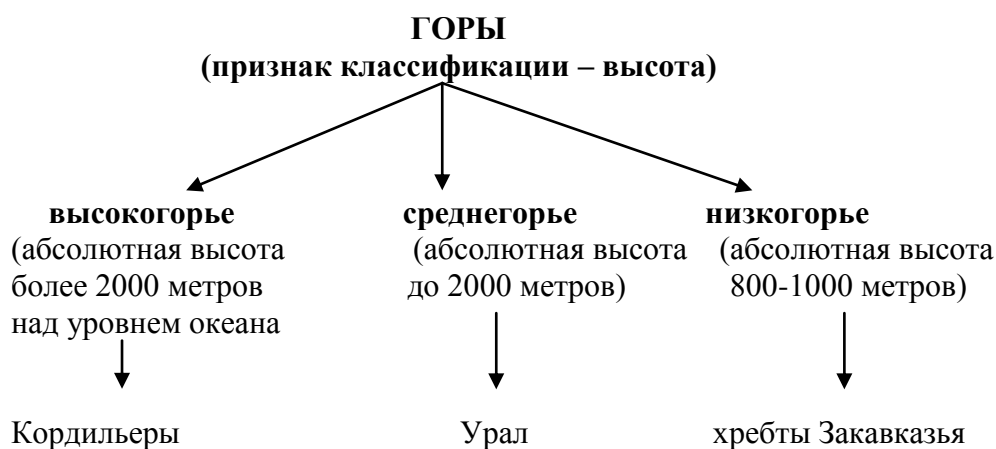 ГОРЫ
(признак классификации – высота)
высокогорье
(абсолютная высота
более 2000 метров
над уровнем океана
среднегорье
(абсолютная высота
до 2000 метров)
низкогорье
(абсолютная высота
800-1000 метров)
Кордильеры
Урал
хребты Закавказья